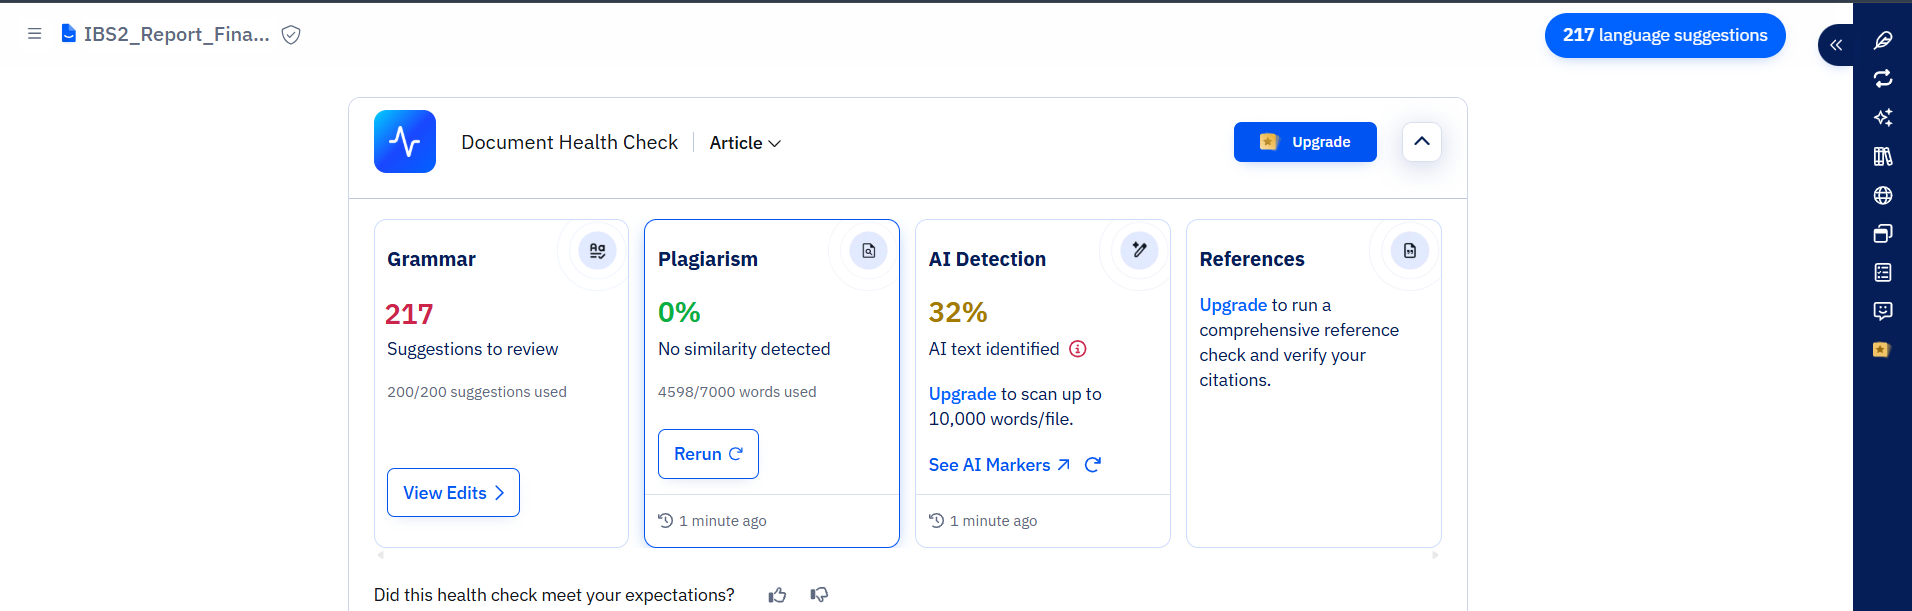 IBS2_Report_Fina...
217 language suggestions
Document Health Check
Article
Upgrade
Grammar
217
Suggestions to review
200/200 suggestions used
View Edits
Plagiarism
0%
No similarity detected
4598/7000 words used
Rerun
1 minute ago
AI Detection
32%
AI text identified
Upgrade to scan up to
10,000 words/file.
See AI Markers
1 minute ago
References
Upgrade to run a
comprehensive reference
check and verify your
citations.
Did this health check meet your expectations?